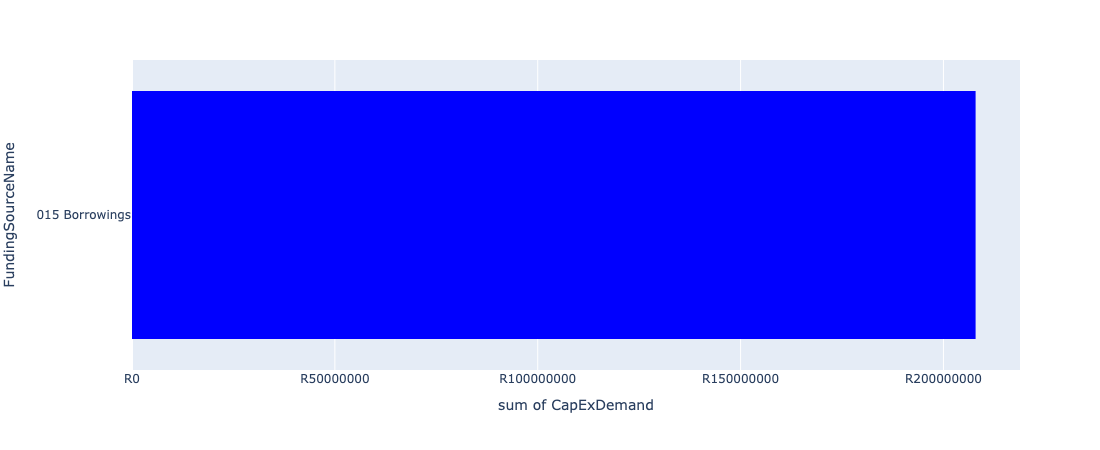 FundingSourceName
015 Borrowings
R0
R50000000
R100000000
R150000000
R200000000
sum of CapExDemand